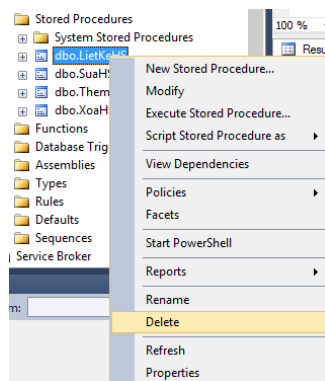 Stored Procedures
System Stored Procedures
dbo.LietKeHS
dbo.SuaHS
dbo.Them
dbo.XoaH
Functions
Database Trig
Assemblies
Types
Rules
Defaults
Sequences
Service Broker
m:
100 %
Resu
New Stored Procedure...
Modify
Execute Stored Procedure...
Script Stored Procedure as
View Dependencies
Policies
Facets
Start PowerShell
Reports
Rename
Delete
Refresh
Properties